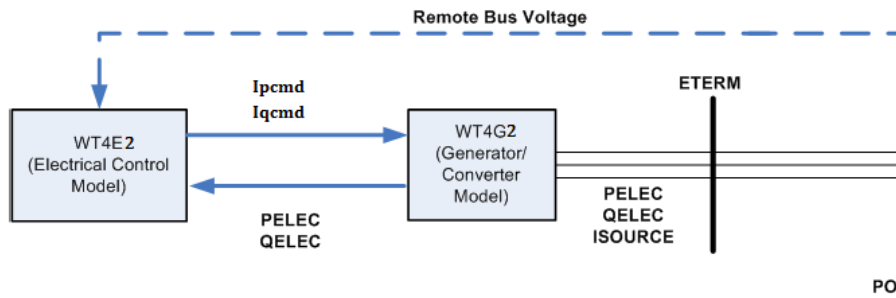 Remote Bus Voltage
Ipcmd
Iqcmd
ETERM
WT4E2
(Electrical Control
Model)
WT4G2
(Generator/
Converter
Model)
PELEC
QELEC
PELEC
QELEC
ISOURCE